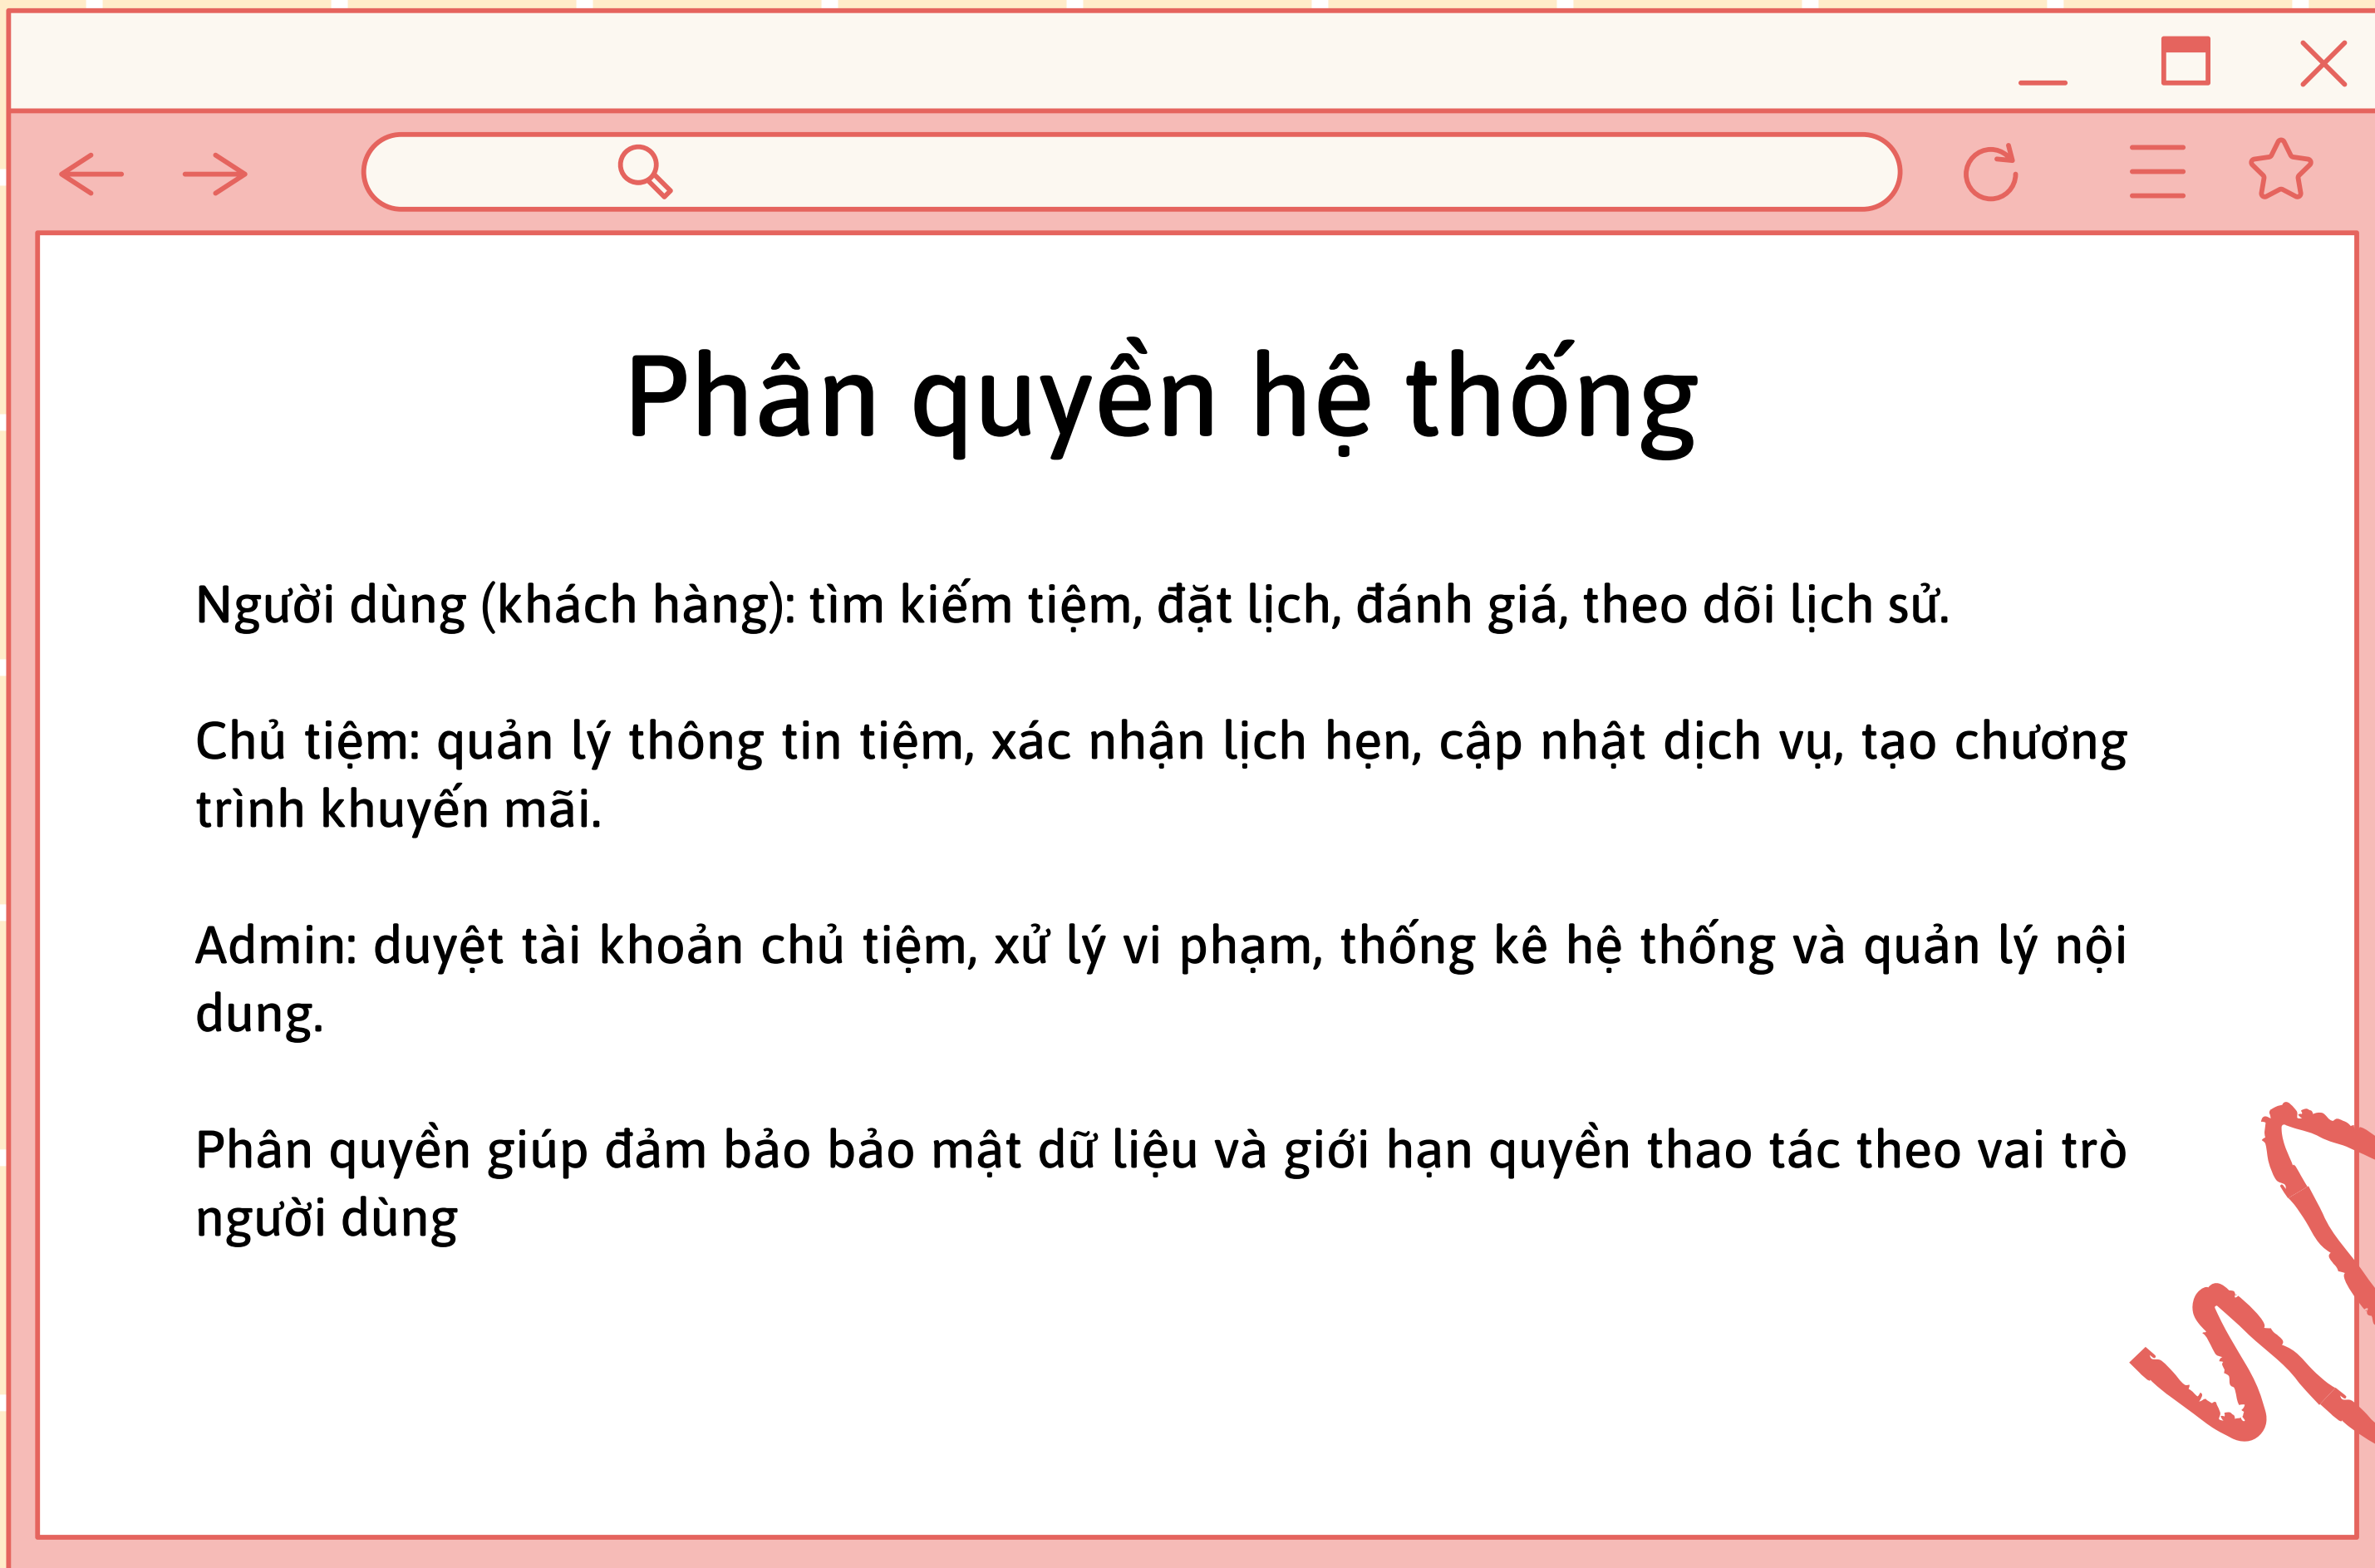 Phân quyền hệ thống
Người dùng (khách hàng): tìm kiếm tiệm, đặt lịch, đánh giá, theo dõi lịch sử.
Chủ tiệm: quản lý thông tin tiệm, xác nhận lịch hẹn, cập nhật dịch vụ, tạo chương
trình khuyến mãi.
Admin: duyệt tài khoản chủ tiệm, xử lý vi phạm, thống kê hệ thống và quản lý nội
dung.
Phân quyền giúp đảm bảo bảo mật dữ liệu và giới hạn quyền thao tác theo vai trò
người dùng